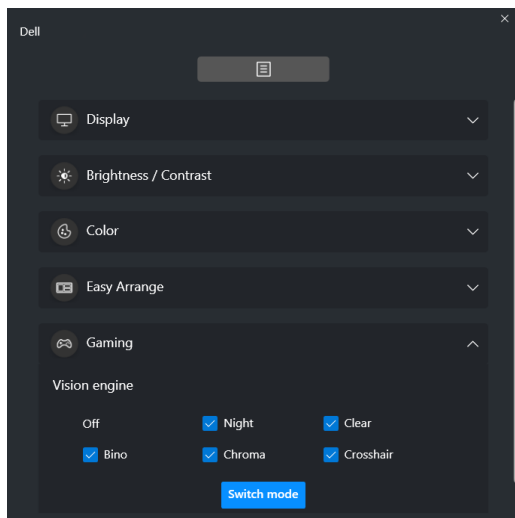 Dell
Display
Brightness / Contrast
Color
Easy Arrange
Gaming
Vision engine
Off Night Clear
Bino Chroma Crosshair
Switch mode